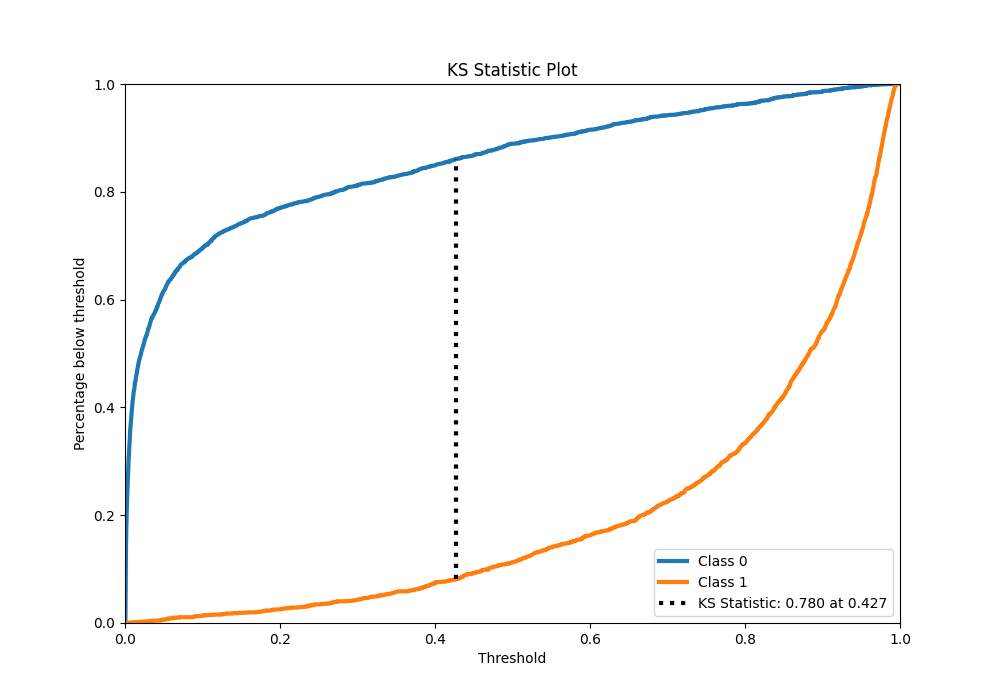 KS Statistic Plot
1.0
0.8
0.6
0.4
0.2
0.0
Percentage below threshold
0.0 0.2 0.4 0.6 0.8 1.0
Threshold
Class 0
Class 1
KS Statistic: 0.780 at 0.427